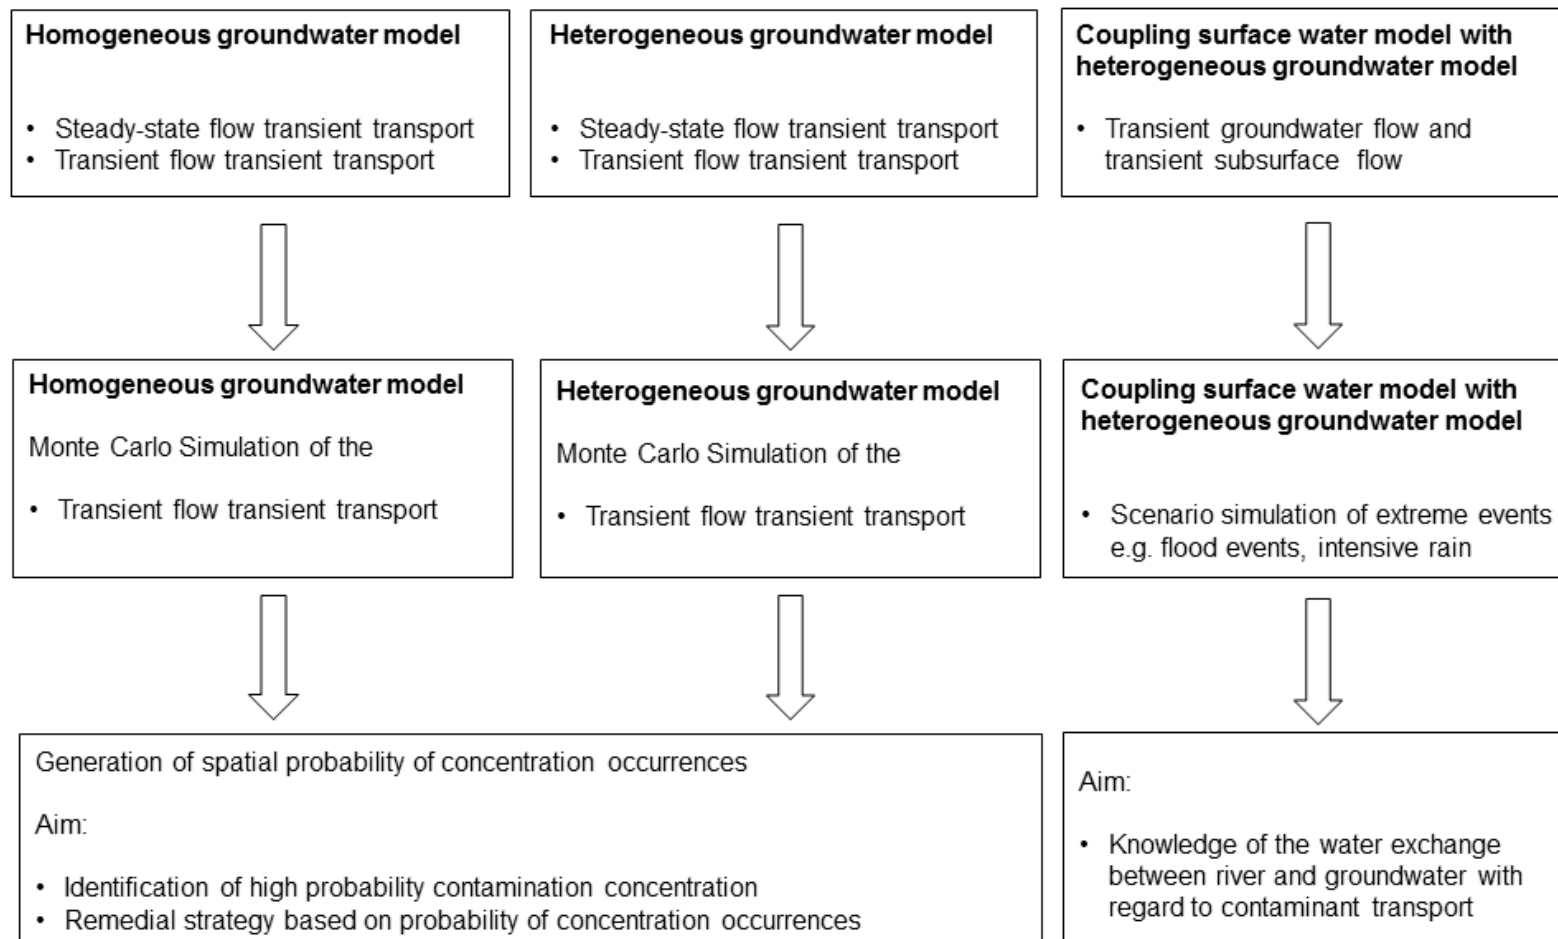 Homogeneous groundwater model
• Steady-state flow transient transport
• Transient flow transient transport
Heterogeneous groundwater model
• Steady-state flow transient transport
• Transient flow transient transport
Coupling surface water model with
heterogeneous groundwater model
• Transient groundwater flow and
transient subsurface flow
Homogeneous groundwater model
Monte Carlo Simulation of the
• Transient flow transient transport
Heterogeneous groundwater model
Monte Carlo Simulation of the
• Transient flow transient transport
Coupling surface water model with
heterogeneous groundwater model
• Scenario simulation of extreme events
e.g. flood events, intensive rain
Generation of spatial probability of concentration occurrences
Aim:
• Identification of high probability contamination concentration
• Remedial strategy based on probability of concentration occurrences
Aim:
• Knowledge of the water exchange
between river and groundwater with
regard to contaminant transport